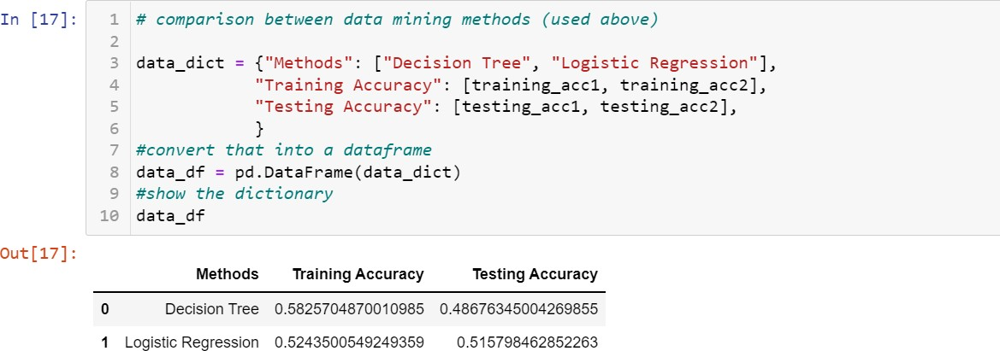 In [17]:
1 # comparison between data mining methods (used above)
2
3 data_dict = {"Methods": ["Decision Tree", "Logistic Regression"],
4 "Training Accuracy": [training_acc1, training_acc2],
5 "Testing Accuracy": [testing_acc1, testing_acc2],
6 }
7 #convert that into a dataframe
8 data_df = pd.DataFrame(data_dict)
9 #show the dictionary
10 data_df
Out[17]:
Methods Training Accuracy Testing Accuracy
0 Decision Tree 0.5825704870010985 0.48676345004269855
1 Logistic Regression 0.5243500549249359 0.515798462852263